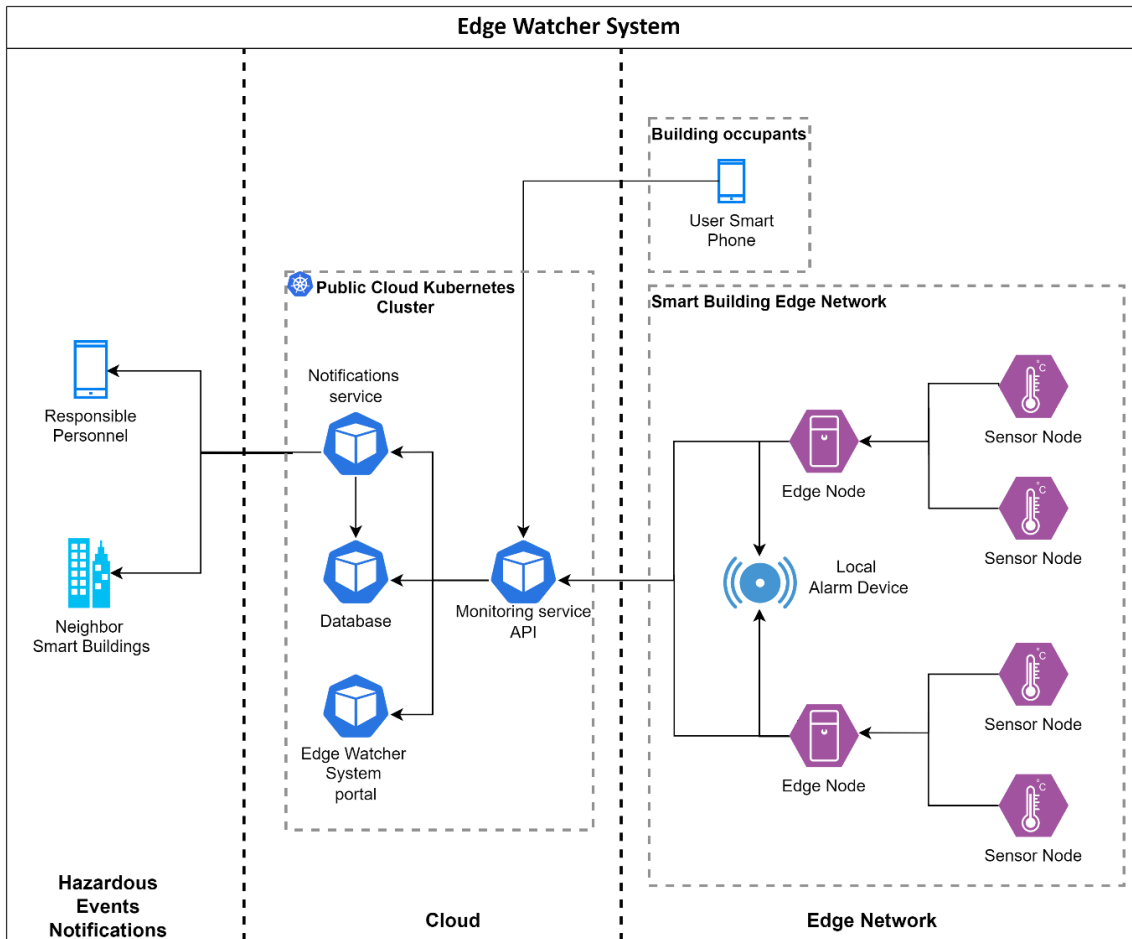 Edge Watcher System
Building occupants
User Smart
Phone
Public Cloud Kubernetes
Cluster
Smart Building Edge Network
Notifications
service
Responsible
Personnel
Sensor Node
Edge Node
Sensor Node
Local
Alarm Device
Database
Monitoring service
API
Neighbor
Smart Buildings
°C
°C
°C
°C
Sensor Node
Edge Watcher
System
portal
Edge Node
Sensor Node
Hazardous
Events
Notifications
Cloud
Edge Network